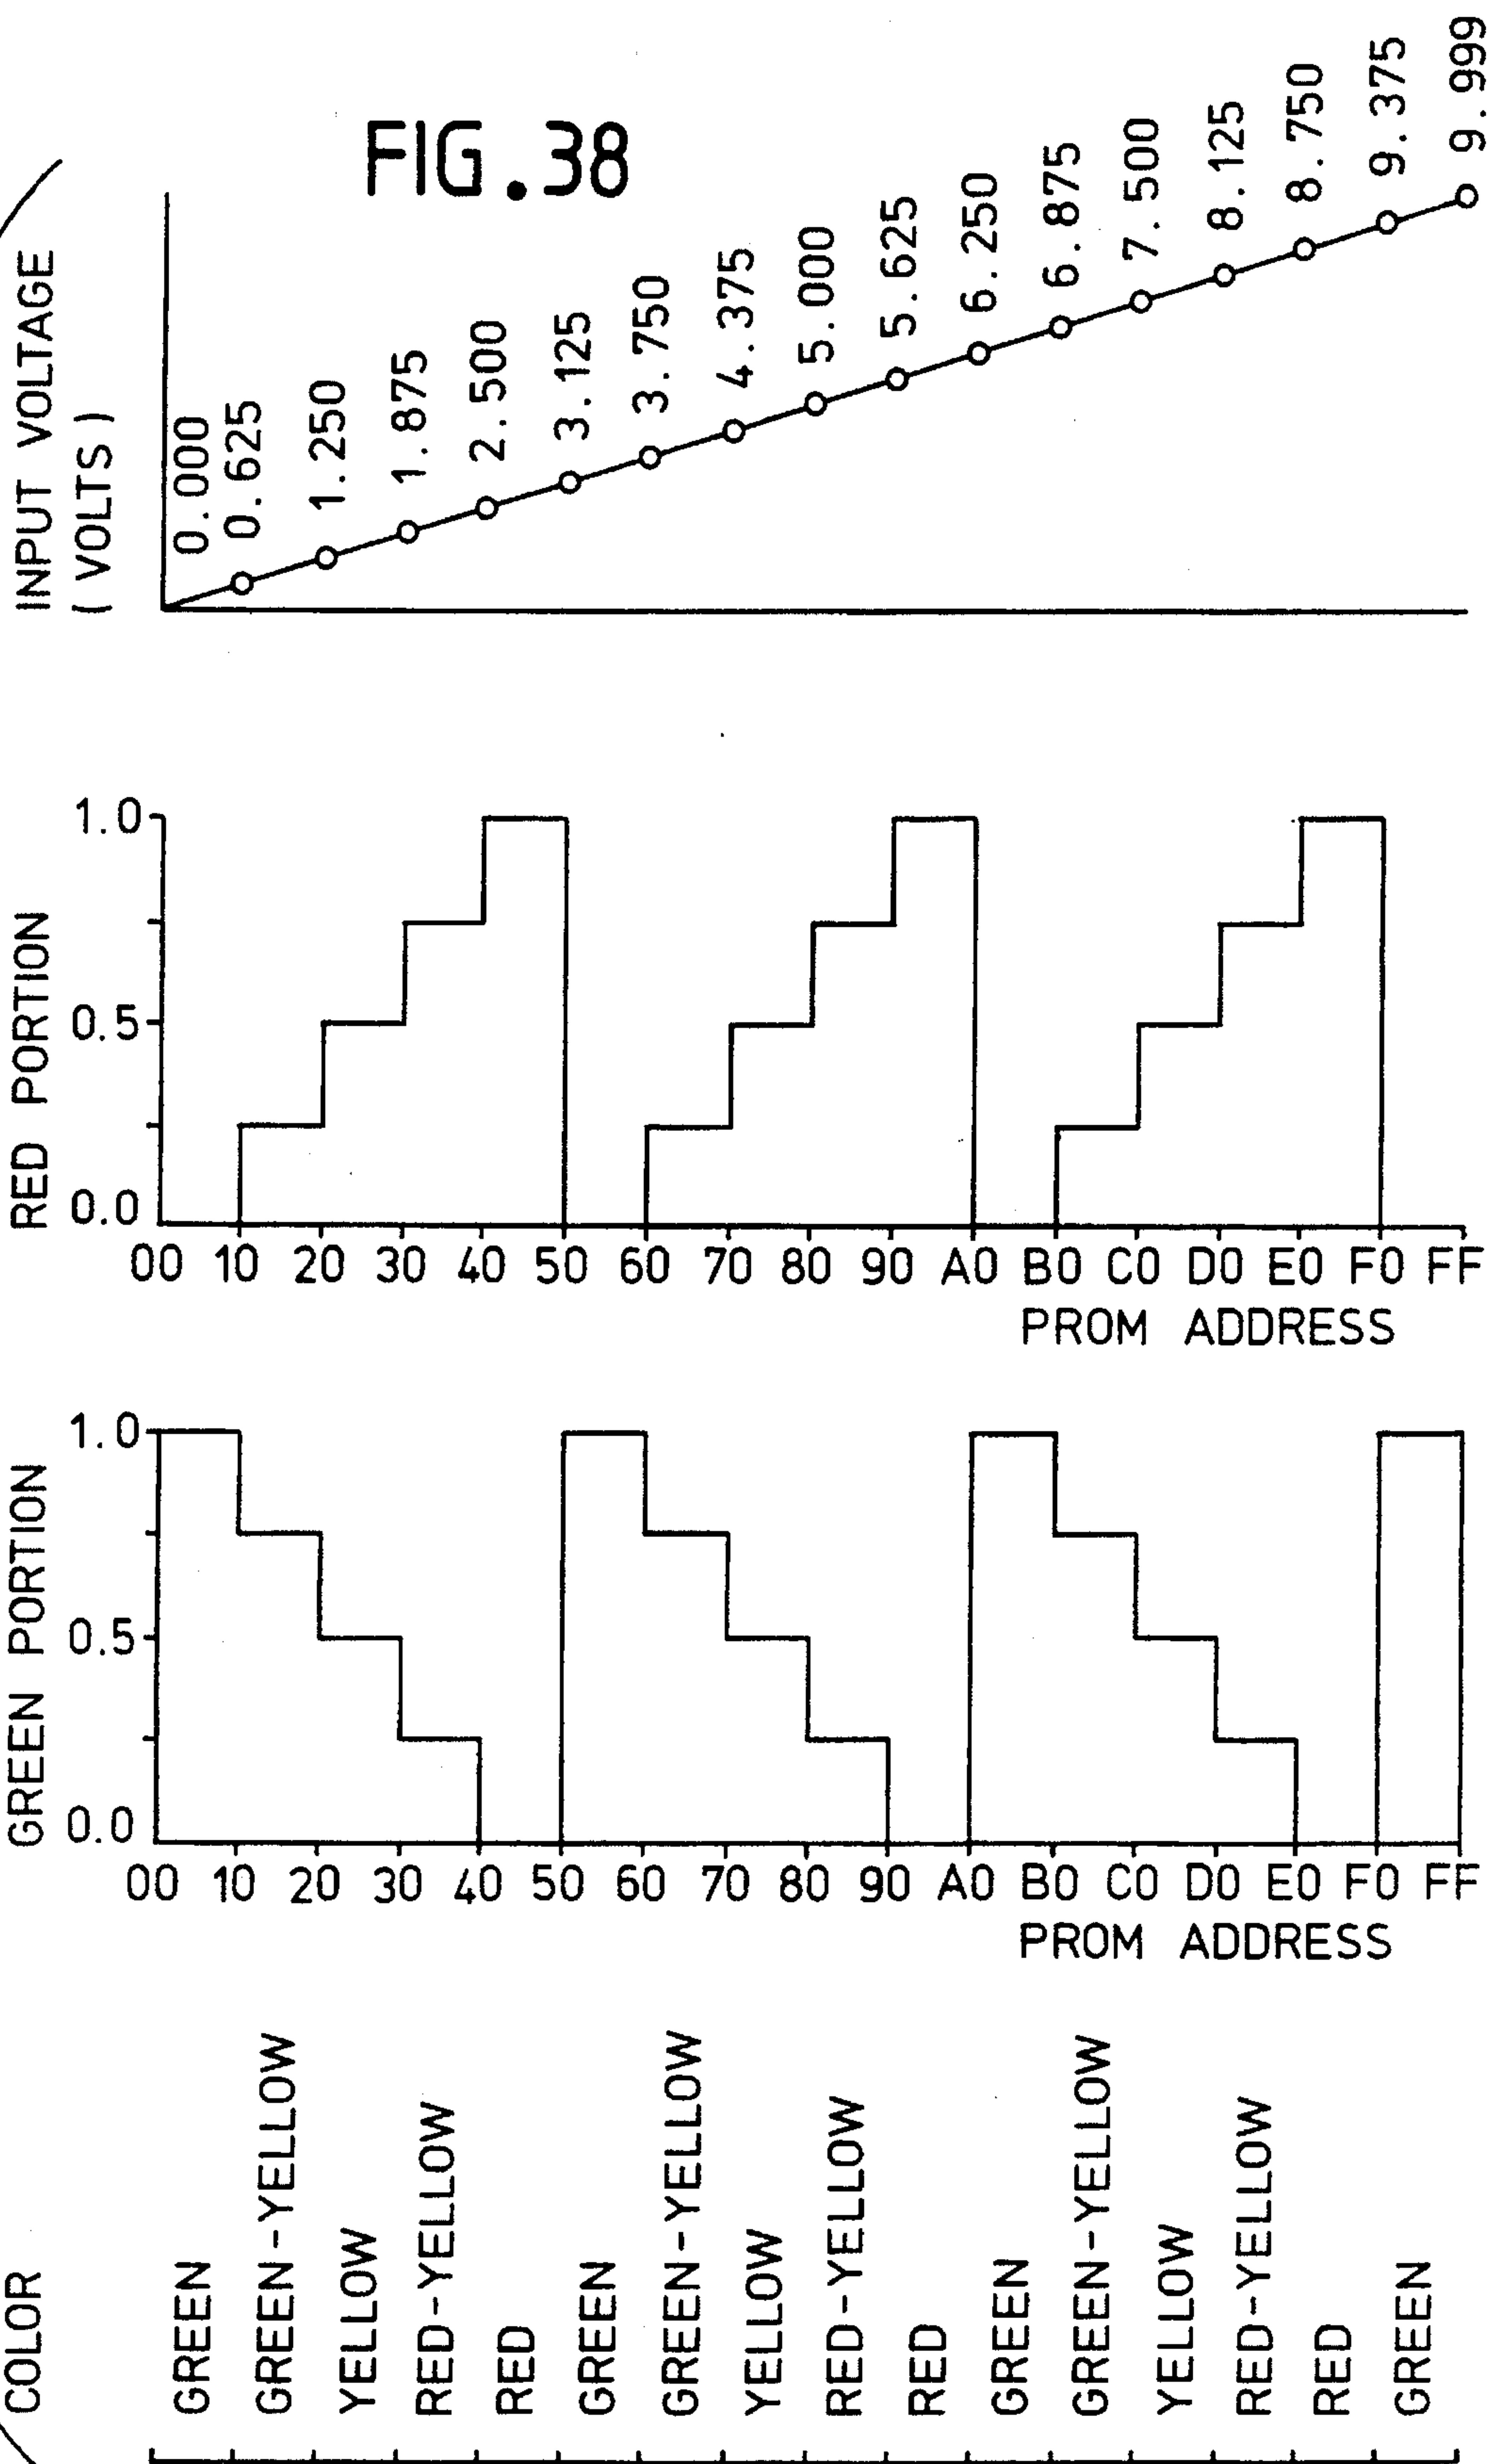 FIG.38
INPUT VOLTAGE
(VOLTS)
0.000
0.625
1.250
1.875
2.500
3.125
3.750
4.375
5.000
5.625
6.250
6.875
7.500
8.125
8.750
9.375
9.999
RED PORTION
1.0
0.5
0.0
00 10 20 30 40 50 60 70 80 90 A0 B0 C0 D0 E0 F0 FF
PROM ADDRESS
GREEN PORTION
1.0
0.5
0.0
00 10 20 30 40 50 60 70 80 90 A0 B0 C0 D0 E0 F0 FF
PROM ADDRESS
COLOR
GREEN
GREEN-YELLOW
YELLOW
RED-YELLOW
RED
GREEN
GREEN-YELLOW
YELLOW
RED-YELLOW
RED
GREEN
GREEN-YELLOW
YELLOW
RED-YELLOW
RED
GREEN